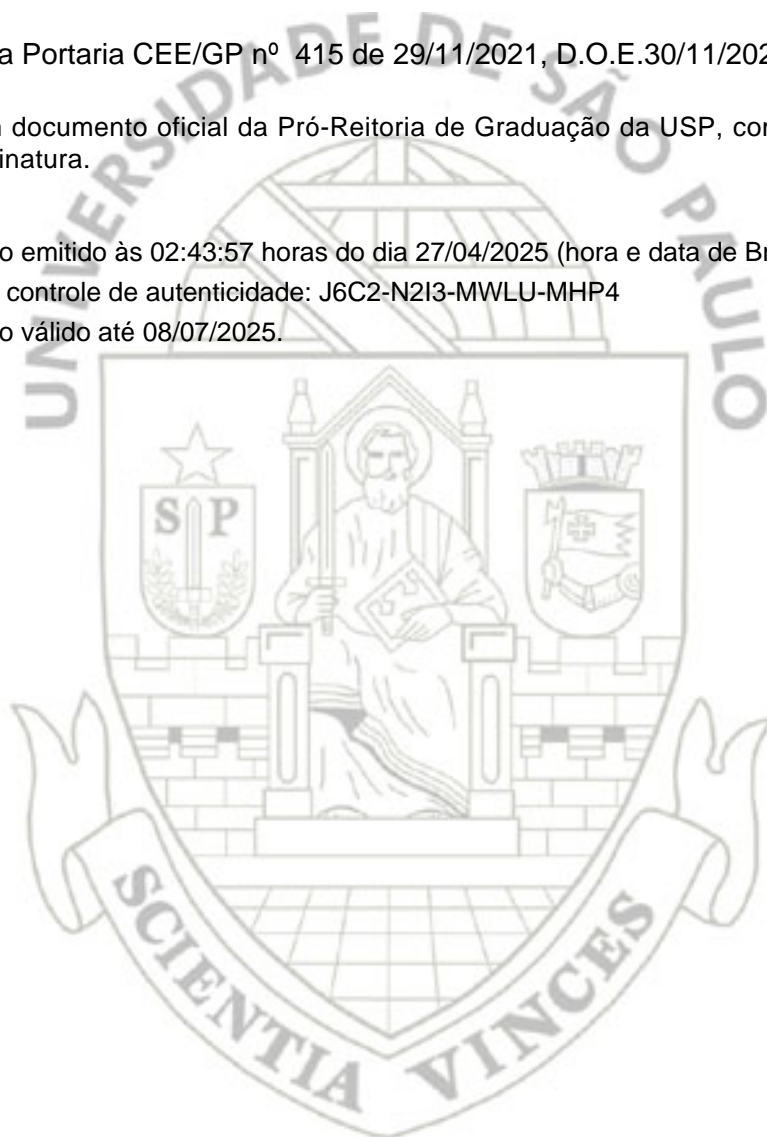 a Portaria CEE/GP nº 415 de 29/11/2021, D.O.E.30/11/202
documento oficial da Pró-Reitoria de Graduação da USP, cor
inatura.
o emitido às 02:43:57 horas do dia 27/04/2025 (hora e data de Br
controle de autenticidade: J6C2-N2I3-MWLU-MHP4
o válido até 08/07/2025.
UNIVERSIDADE DE SÃO PAULO
S P
SCIENTIA VINCES